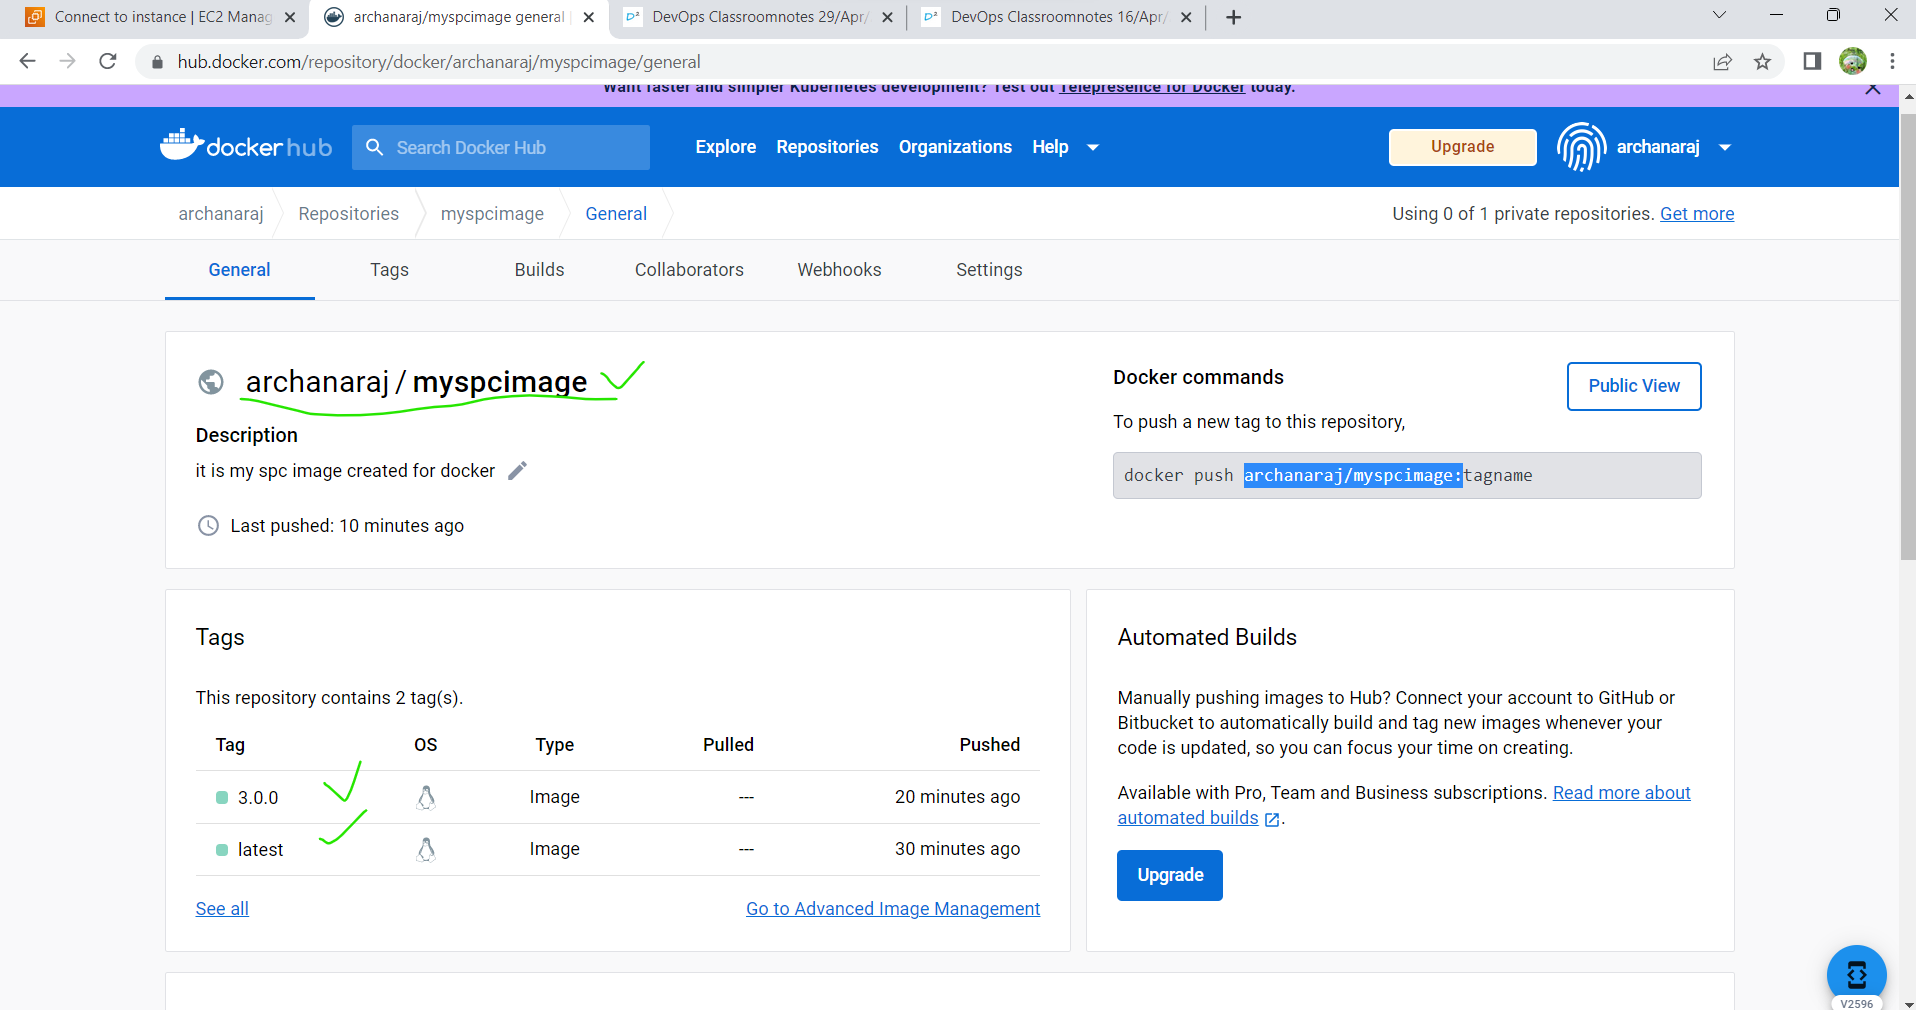 Connect to instance | EC2 Manag
archanaraj/myspcimage general |
DevOps Classroomnotes 29/Apr/
DevOps Classroomnotes 16/Apr/
hub.docker.com/repository/docker/archanaraj/myspcimage/general
Want faster and simpler Kubernetes development? Test out Telepresence for Docker today.
dockerhub
Search Docker Hub
Explore Repositories Organizations Help
Upgrade
archanaraj
archanaraj Repositories myspcimage General
Using 0 of 1 private repositories. Get more
General Tags Builds Collaborators Webhooks Settings
archanaraj / myspcimage
Description
it is my spc image created for docker
Last pushed: 10 minutes ago
Docker commands
Public View
To push a new tag to this repository,
docker push archanaraj/myspcimage:tagname
Tags
This repository contains 2 tag(s).
Tag OS Type Pulled Pushed
3.0.0 Image --- 20 minutes ago
latest Image --- 30 minutes ago
See all
Go to Advanced Image Management
Automated Builds
Manually pushing images to Hub? Connect your account to GitHub or
Bitbucket to automatically build and tag new images whenever your
code is updated, so you can focus your time on creating.
Available with Pro, Team and Business subscriptions. Read more about
automated builds .
Upgrade
V2596